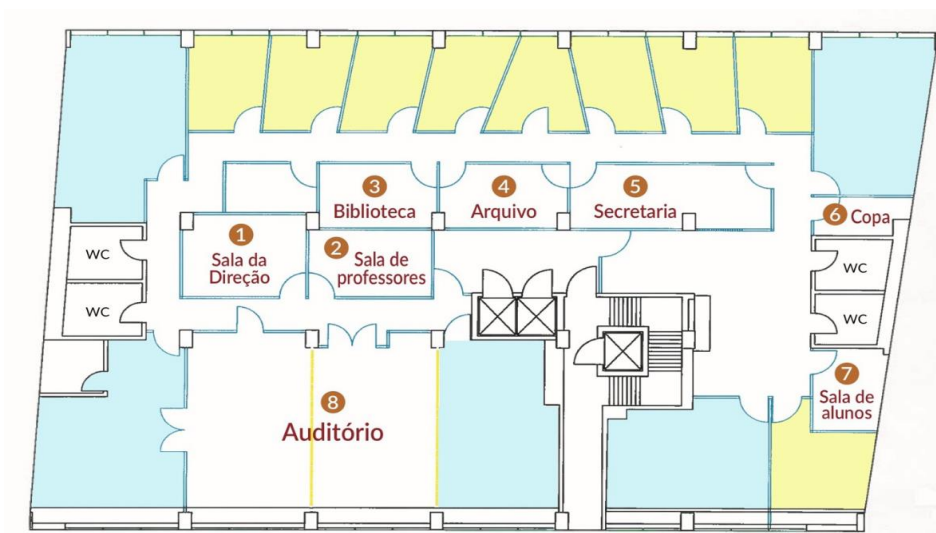 3
Biblioteca
4
Arquivo
5
Secretaria
6 Copa
1
Sala da
Direção
2 Sala de
professores
WC
WC
WC
WC
7
Sala de
alunos
8
Auditório